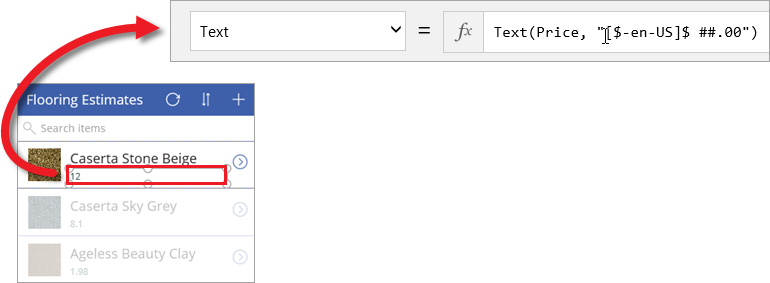 Text = fx Text(Price, "[$-en-US]$ ##.00")
Flooring Estimates
Search items
Caserta Stone Beige
12
Caserta Sky Grey
8.1
Ageless Beauty Clay
1.98